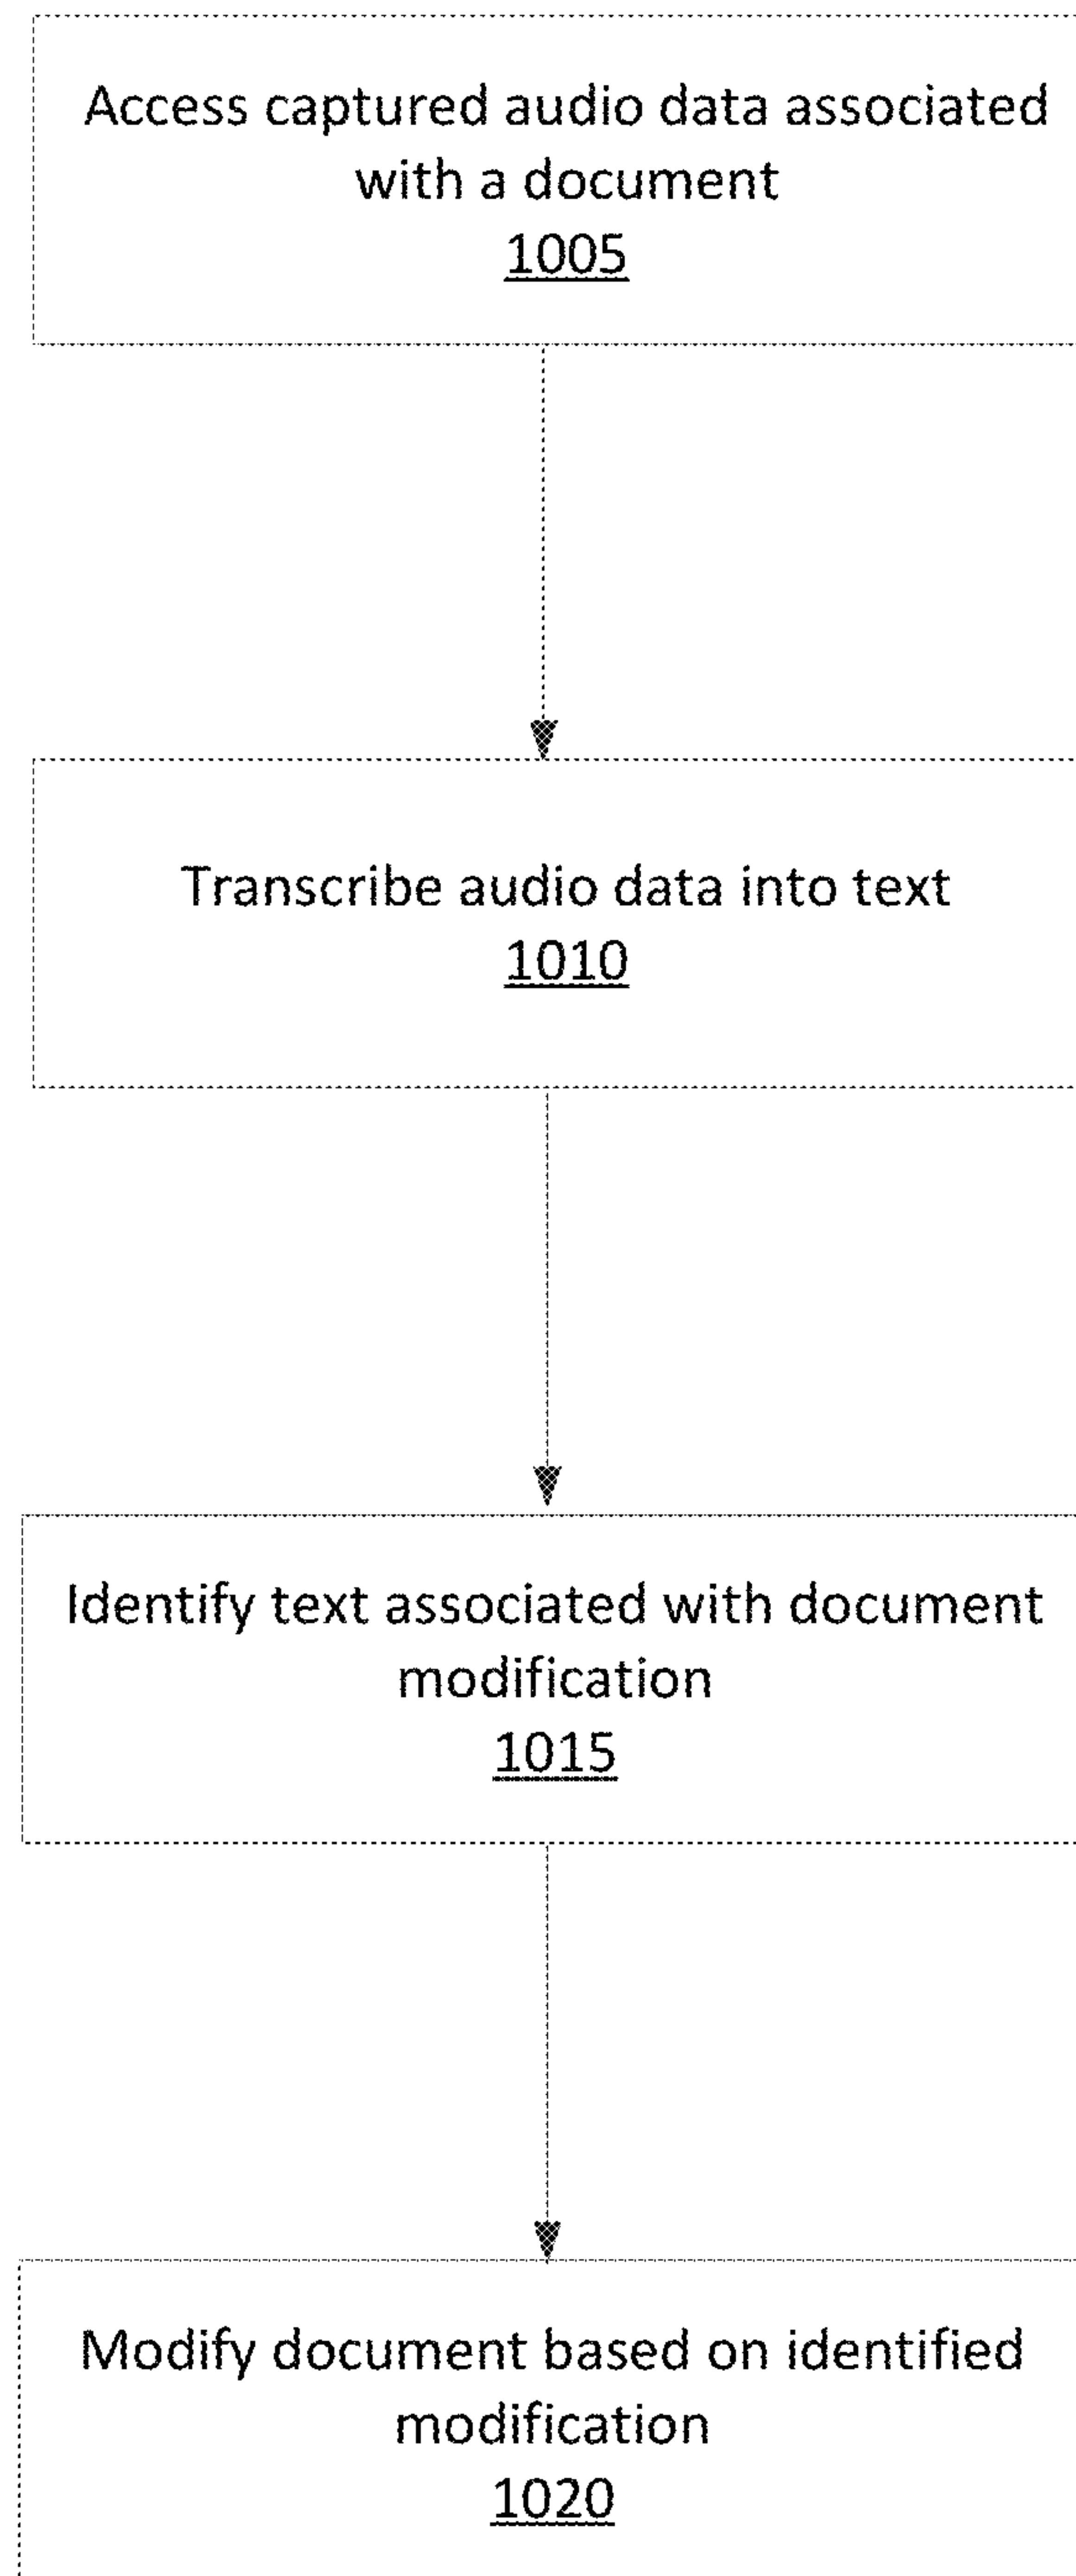 Access captured audio data associated
with a document
1005
Transcribe audio data into text
1010
Identify text associated with document
modification
1015
Modify document based on identified
modification
1020